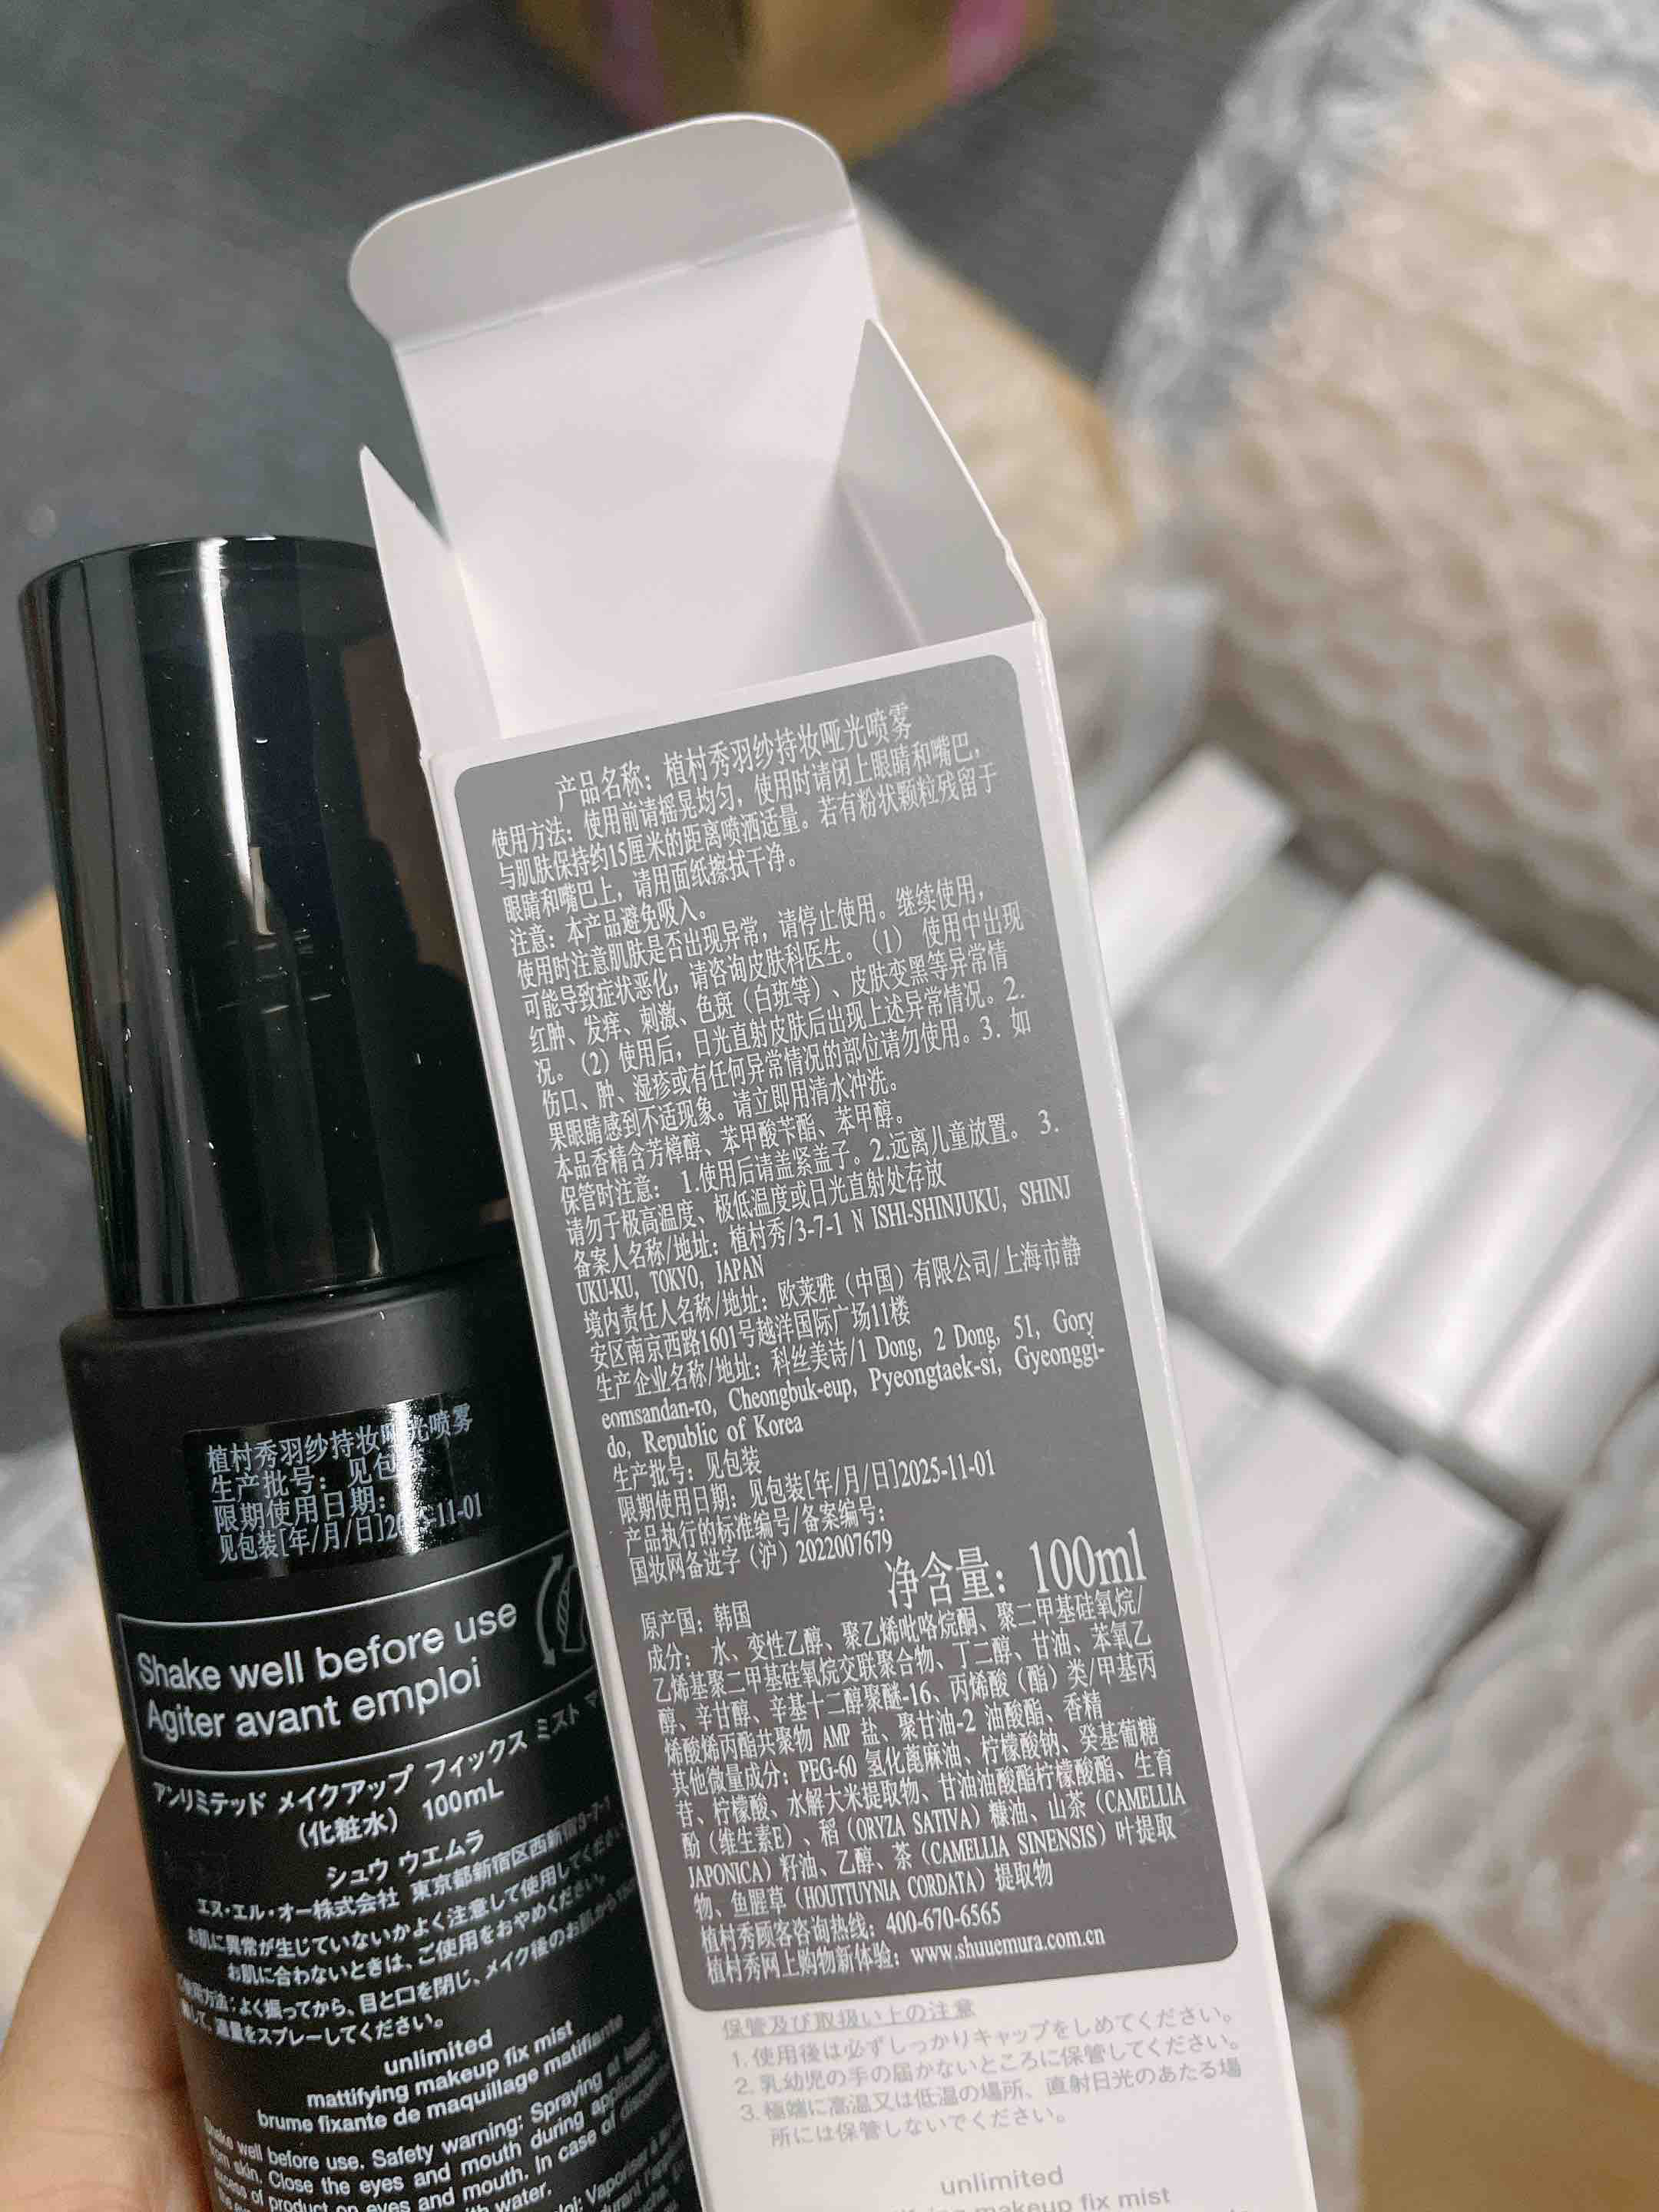 产品名称：植村秀羽纱持妆哑光喷雾
使用方法：使用前请摇晃均匀，使用时请闭上眼睛和嘴巴，
与肌肤保持约15厘米的距离喷洒适量。若有粉状颗粒残留于
眼睛和嘴巴上，请用面纸擦拭干净。
注意：本产品避免吸入。
使用时注意肌肤是否出现异常，请停止使用。继续使用，
可能导致症状恶化，请咨询皮肤科医生。（1） 使用中出现
红肿、发痒、刺激、色斑（白班等）、皮肤变黑等异常情
况。（2）使用后，日光直射皮肤后出现上述异常情况。2.
伤口、肿、湿疹或有任何异常情况的部位请勿使用。3. 如
果眼睛感到不适现象。请立即用清水冲洗。
本品香精含芳樟醇、苯甲酸苄酯、苯甲醇。
保管时注意： 1.使用后请盖紧盖子。2.远离儿童放置。 3.
请勿于极高温度、极低温度或日光直射处存放
备案人名称/地址：植村秀/3-7-1 N ISHI-SHINJUKU, SHINJ
UKU-KU, TOKYO, JAPAN
境内责任人名称/地址：欧莱雅（中国）有限公司/上海市静
安区南京西路1601号越洋国际广场11楼
生产企业名称/地址：科丝美诗/1 Dong, 2 Dong, 51, Gory
eomsandan-ro, Cheongbuk-eup, Pyeongtaek-si, Gyeonggi-
do, Republic of Korea
生产批号：见包装
限期使用日期：见包装[年/月/日]2025-11-01
产品执行的标准编号/备案编号：
国妆网备进字（沪）2022007679
净含量：100ml
原产国：韩国
成分：水、变性乙醇、聚乙烯吡咯烷酮、聚二甲基硅氧烷/
乙烯基聚二甲基硅氧烷交联聚合物、丁二醇、甘油、苯氧乙
醇、辛甘醇、辛基十二醇聚醚-16、丙烯酸（酯）类/甲基丙
烯酸烯丙酯共聚物 AMP 盐、聚甘油-2 油酸酯、香精
其他微量成分：PEG-60 氢化蓖麻油、柠檬酸钠、癸基葡糖
苷、柠檬酸、水解大米提取物、甘油油酸酯柠檬酸酯、生育
酚（维生素E）、稻（ORYZA SATIVA）糠油、山茶（CAMELLIA
JAPONICA）籽油、乙醇、茶（CAMELLIA SINENSIS）叶提取
物、鱼腥草（HOUTTUYNIA CORDATA）提取物
植村秀顾客咨询热线：400-670-6565
植村秀网上购物新体验：www.shuuemura.com.cn
保管及び取扱い上の注意
1. 使用後は必ずしっかりキャップをしめてください。
2. 乳幼児の手の届かないところに保管してください。
3. 極端に高温又は低温の場所、直射日光のあたる場
所には保管しないでください。
unlimited
makeup fix mist
植村秀羽纱持妆哑光喷雾
生产批号：见包装
限期使用日期：
见包装[年/月/日]2025-11-01
Shake well before use
Agiter avant emploi
アンリミテッド メイクアップ フィックス ミスト
（化粧水） 100mL
シュウ ウエムラ
エヌ・エル・オー株式会社 東京都新宿区西新宿3-7-1
お肌に異常が生じていないかよく注意して使用してください。
お肌に合わないときは、ご使用をおやめください。
使用方法：よく振ってから、目と口を閉じ、メイク後のお肌から
適量をスプレーしてください。
unlimited
mattifying makeup fix mist
brume fixante de maquillage matifiante
Shake well before use. Safety warning: Spraying at least
from skin. Close the eyes and mouth during application.
excess of product on eyes and mouth. In case of
with water.